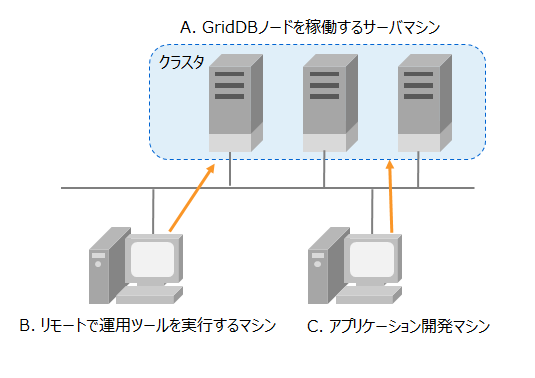 A. GridDBノードを稼働するサーバマシン
クラスタ
B. リモートで運用ツールを実行するマシン
C. アプリケーション開発マシン